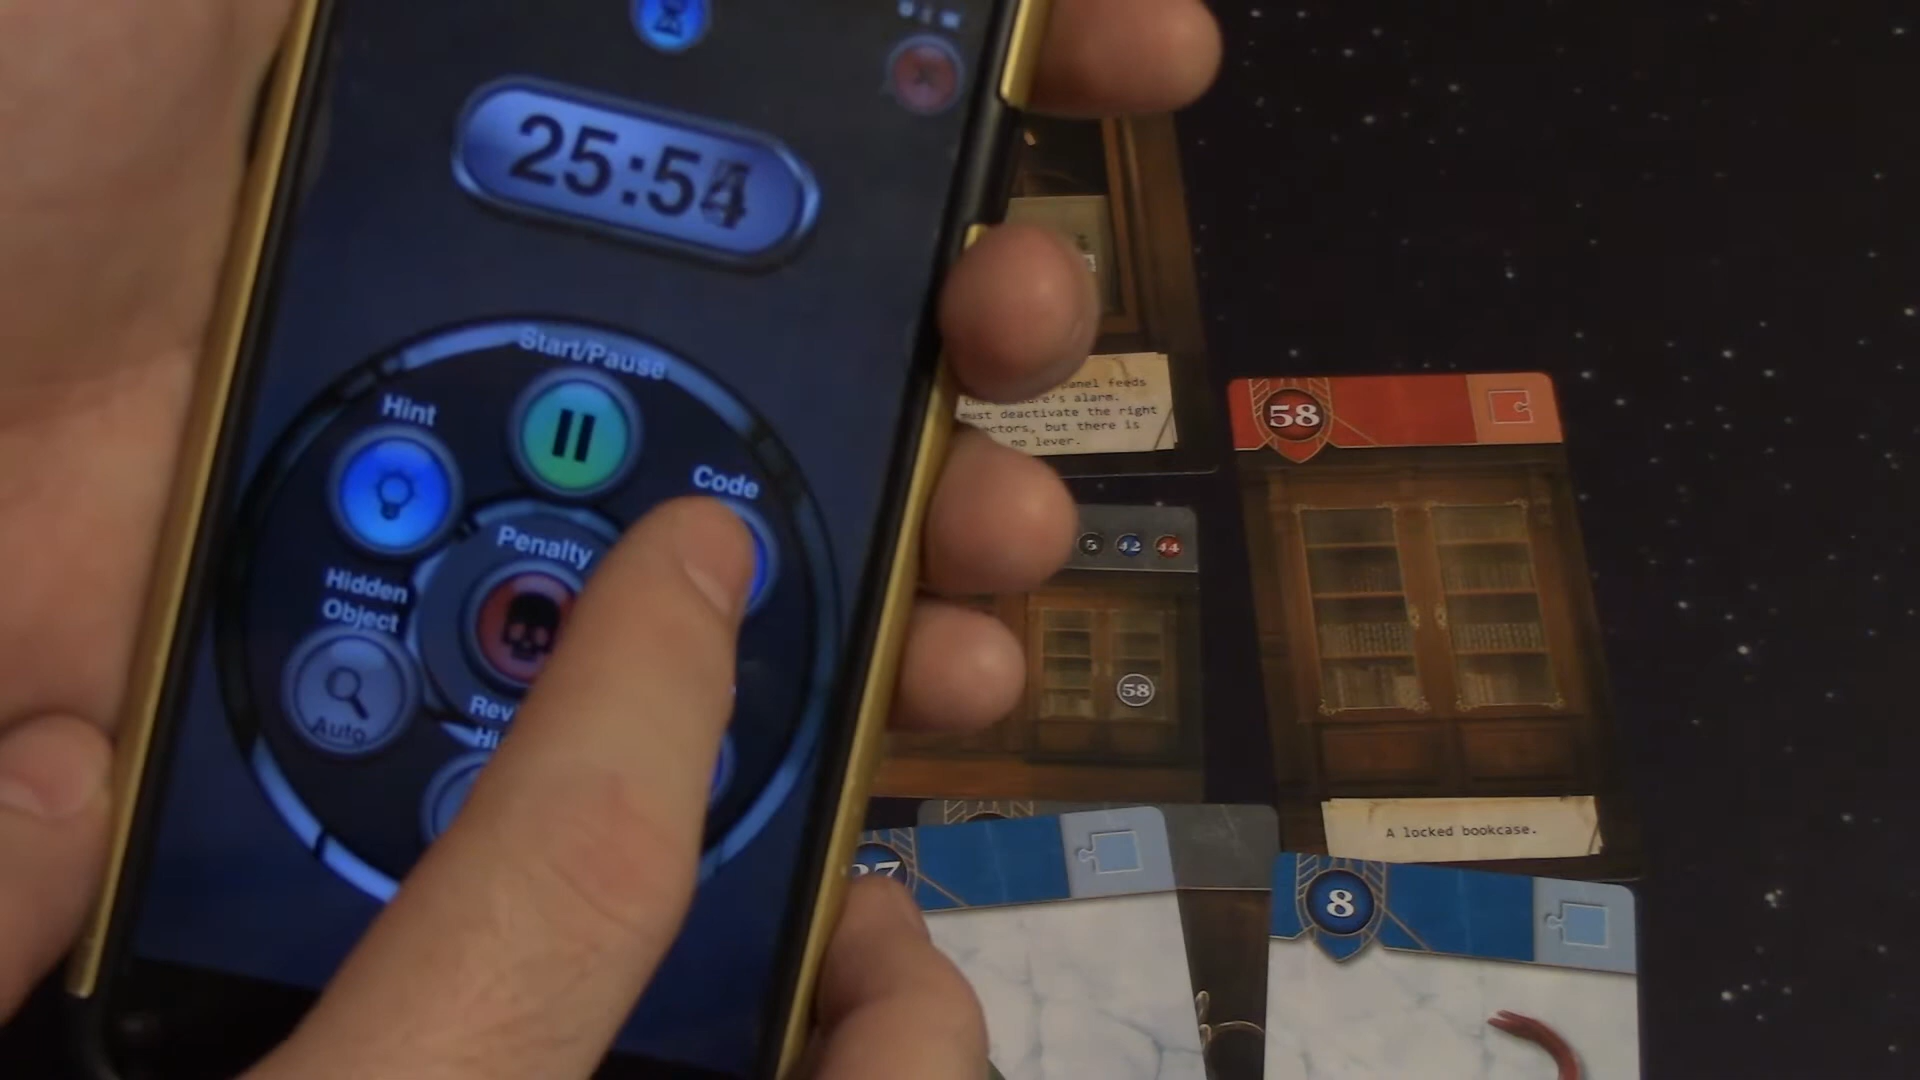 25:54
Start/Pause
Hint
Code
Penalty
Hidden
Object
Auto
panel feeds
alarm.
must deactivate the right
but there is
no lever.
5 42 44
58
58
A locked bookcase.
8